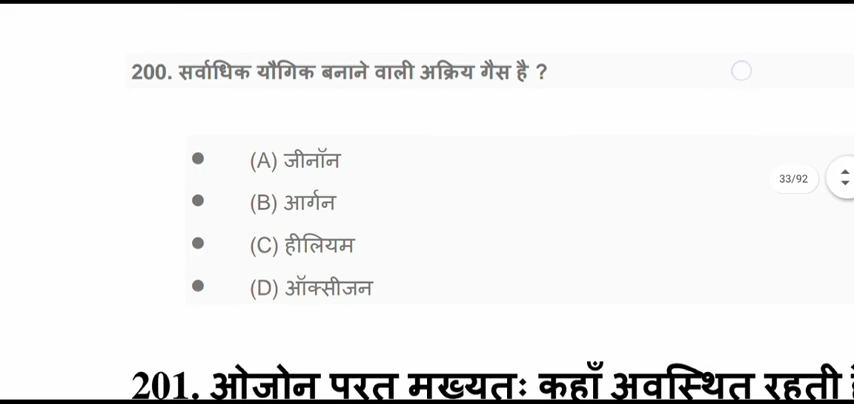 200. सर्वाधिक यौगिक बनाने वाली अक्रिय गैस है ?
(A) जीनॉन
33/92
(B) आर्गन
(C) हीलियम
(D) ऑक्सीजन
201. ओजोन परत मुख्यतः कहाँ अवस्थित रहती